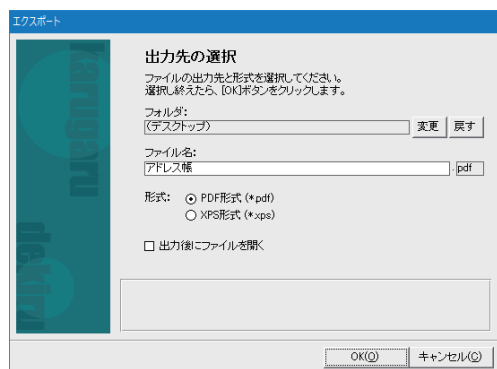 エクスポート
karugaru
dekiru
出力先の選択
ファイルの出力先と形式を選択してください。
選択し終えたら、[OK]ボタンをクリックします。
フォルダ:
(デスクトップ) 変更 戻す
ファイル名:
アドレス帳 .pdf
形式: PDF形式 (*pdf)
XPS形式 (*xps)
出力後にファイルを開く
OK(O) キャンセル(C)